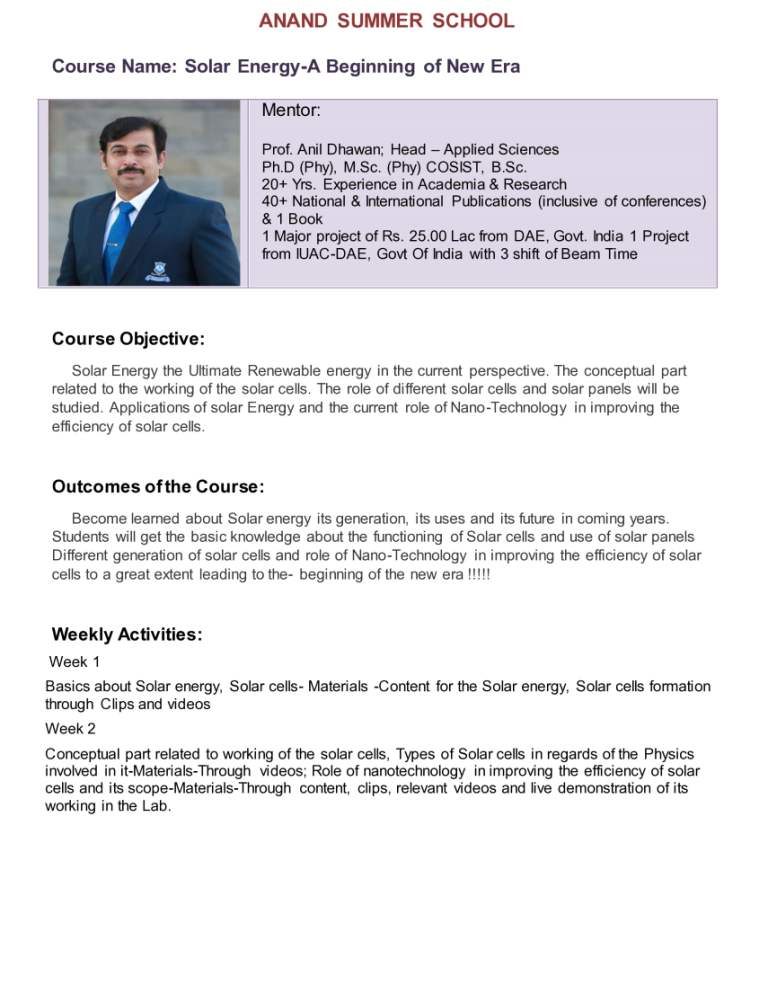 ANAND SUMMER SCHOOL
Course Name: Solar Energy-A Beginning of New Era
Mentor:
Prof. Anil Dhawan; Head – Applied Sciences
Ph.D (Phy), M.Sc. (Phy) COSIST, B.Sc.
20+ Yrs. Experience in Academia & Research
40+ National & International Publications (inclusive of conferences)
& 1 Book
1 Major project of Rs. 25.00 Lac from DAE, Govt. India 1 Project
from IUAC-DAE, Govt Of India with 3 shift of Beam Time
Course Objective:
Solar Energy the Ultimate Renewable energy in the current perspective. The conceptual part
related to the working of the solar cells. The role of different solar cells and solar panels will be
studied. Applications of solar Energy and the current role of Nano-Technology in improving the
efficiency of solar cells.
Outcomes of the Course:
Become learned about Solar energy its generation, its uses and its future in coming years.
Students will get the basic knowledge about the functioning of Solar cells and use of solar panels
Different generation of solar cells and role of Nano-Technology in improving the efficiency of solar
cells to a great extent leading to the- beginning of the new era !!!!!
Weekly Activities:
Week 1
Basics about Solar energy, Solar cells- Materials -Content for the Solar energy, Solar cells formation
through Clips and videos
Week 2
Conceptual part related to working of the solar cells, Types of Solar cells in regards of the Physics
involved in it-Materials-Through videos; Role of nanotechnology in improving the efficiency of solar
cells and its scope-Materials-Through content, clips, relevant videos and live demonstration of its
working in the Lab.